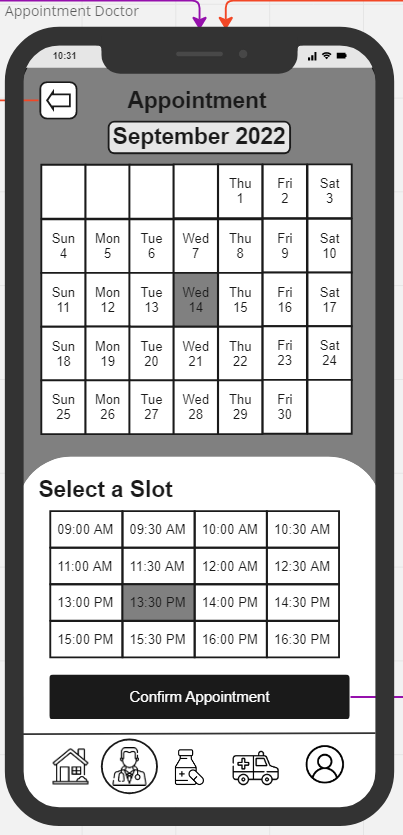 Appointment Doctor
10:31
Appointment
September 2022
Thu Fri Sat
1 2 3
Sun Mon Tue Wed Thu Fri Sat
4 5 6 7 8 9 10
Sun Mon Tue Wed Thu Fri Sat
11 12 13 14 15 16 17
Sun Mon Tue Wed Thu Fri Sat
18 19 20 21 22 23 24
Sun Mon Tue Wed Thu Fri
25 26 27 28 29 30
Select a Slot
09:00 AM 09:30 AM 10:00 AM 10:30 AM
11:00 AM 11:30 AM 12:00 AM 12:30 AM
13:00 PM 13:30 PM 14:00 PM 14:30 PM
15:00 PM 15:30 PM 16:00 PM 16:30 PM
Confirm Appointment